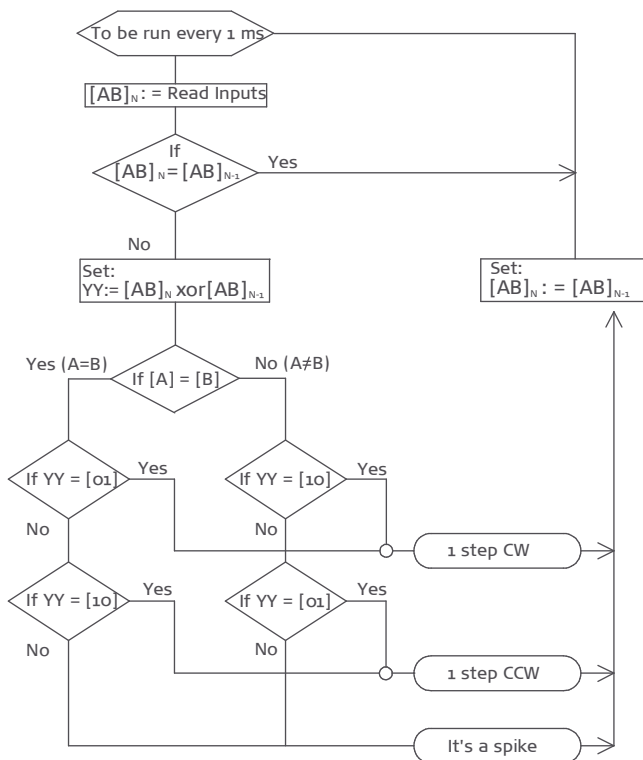 To be run every 1 ms
[AB]N : = Read Inputs
If
[AB]N = [AB]N-1
Yes
No
Set:
YY:= [AB]N xor[AB]N-1
Set:
[AB]N : = [AB]N-1
Yes (A=B)
No (A≠B)
If [A] = [B]
If YY = [01]
Yes
If YY = [10]
Yes
No
No
1 step CW
If YY = [10]
Yes
If YY = [01]
Yes
No
No
1 step CCW
It's a spike